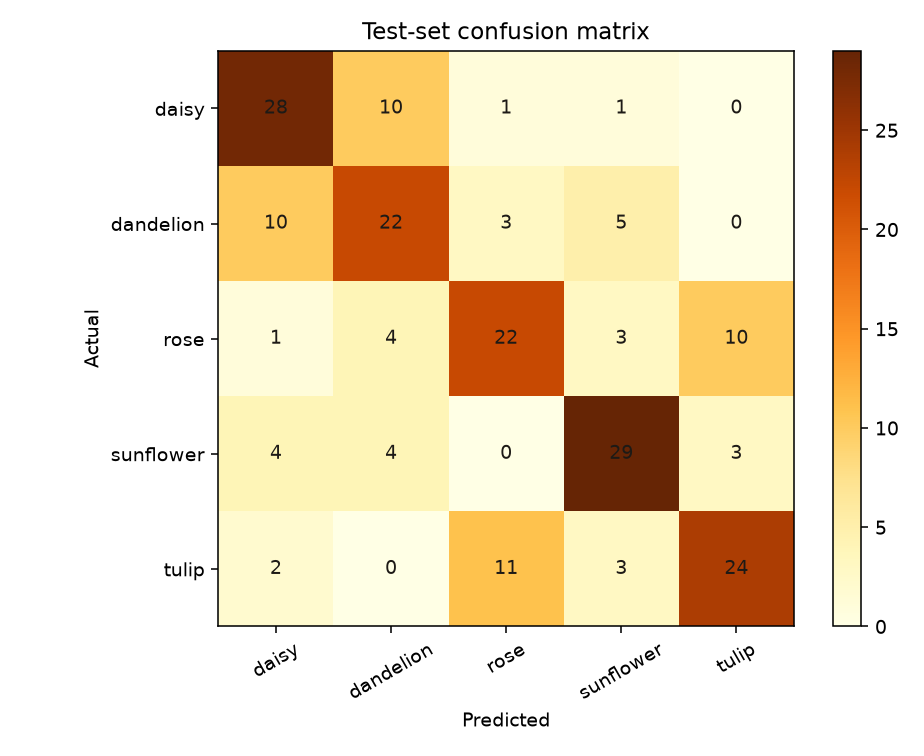 Test-set confusion matrix
daisy 28 10 1 1 0
dandelion 10 22 3 5 0
rose 1 4 22 3 10
sunflower 4 4 0 29 3
tulip 2 0 11 3 24
daisy dandelion rose sunflower tulip
Predicted
Actual
25
20
15
10
5
0